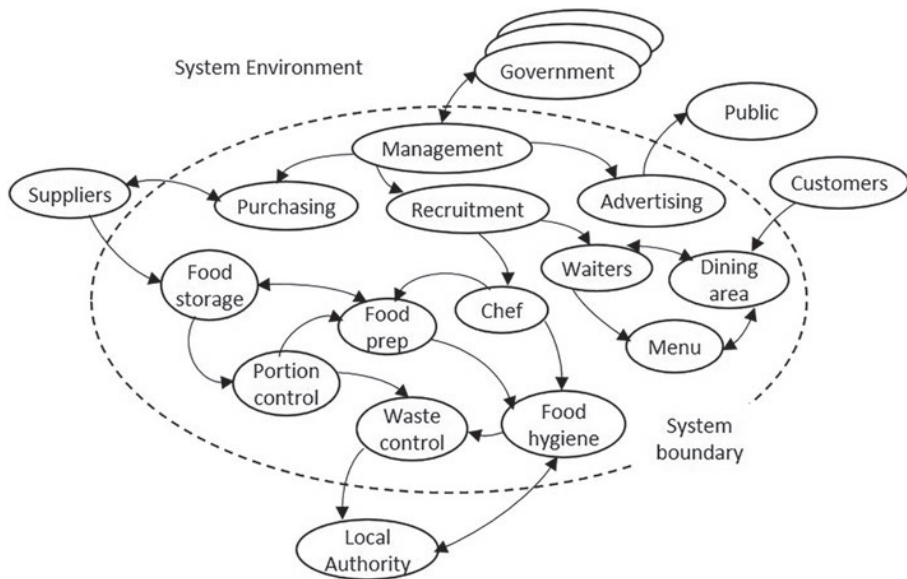 System Environment
Government
Public
Management
Suppliers
Purchasing
Recruitment
Advertising
Customers
Food
storage
Waiters
Dining
area
Food
prep
Chef
Menu
Portion
control
Waste
control
Food
hygiene
System
boundary
Local
Authority